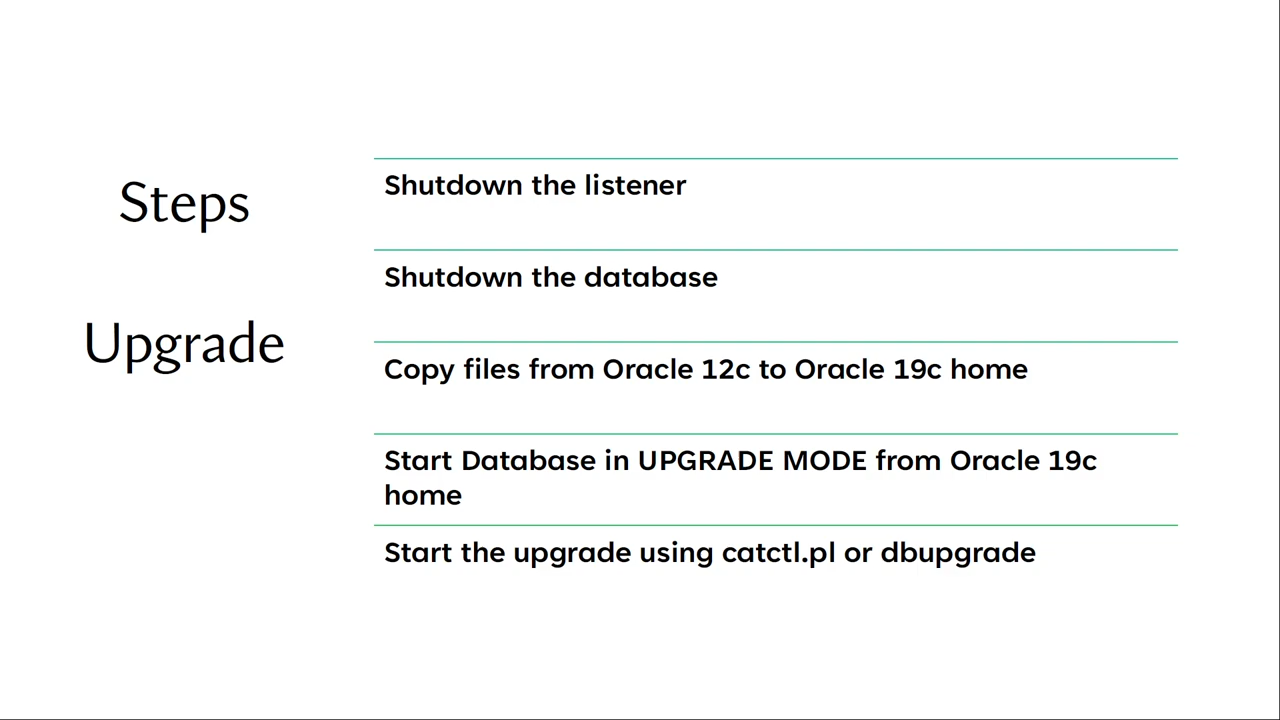 Steps
Upgrade
Shutdown the listener
Shutdown the database
Copy files from Oracle 12c to Oracle 19c home
Start Database in UPGRADE MODE from Oracle 19c
home
Start the upgrade using catctl.pl or dbupgrade